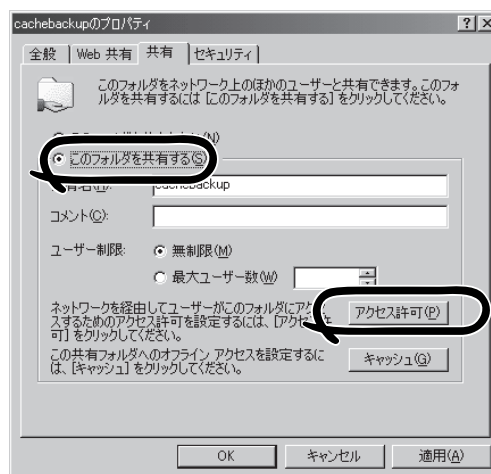 cachebackupのプロパティ
全般
Web 共有
共有
セキュリティ
このフォルダをネットワーク上のほかのユーザーと共有できます。このフォ
ルダを共有するには [このフォルダを共有する] をクリックしてください。
(N)
このフォルダを共有する(S)
cachebackup
コメント(C):
ユーザー制限:
無制限(M)
最大ユーザー数(W)
ネットワークを経由してユーザーがこのフォルダにアク
スするためのアクセス許可を設定するには、[アクセ
可] をクリックしてください。
アクセス許可(P)
この共有フォルダへのオフライン アクセスを設定するに
は、[キャッシュ] をクリックしてください。
キャッシュ(G)
OK
キャンセル
適用(A)